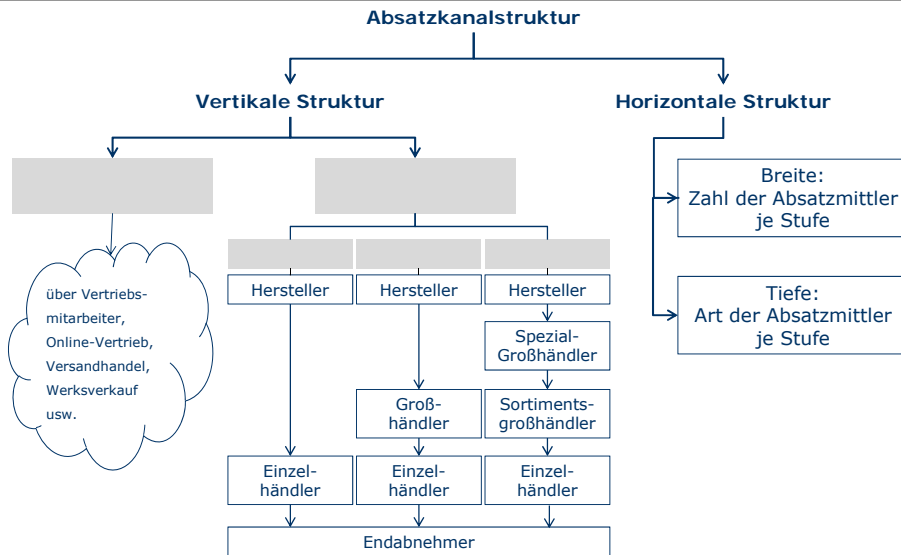 Absatzkanalstruktur
Vertikale Struktur
Horizontale Struktur
Breite:
Zahl der Absatzmittler
je Stufe
Tiefe:
Art der Absatzmittler
je Stufe
über Vertriebs-
mitarbeiter,
Online-Vertrieb,
Versandhandel,
Werksverkauf
usw.
Hersteller
Hersteller
Hersteller
Spezial-
Großhändler
Groß-
händler
Sortiments-
großhändler
Einzel-
händler
Einzel-
händler
Einzel-
händler
Endabnehmer